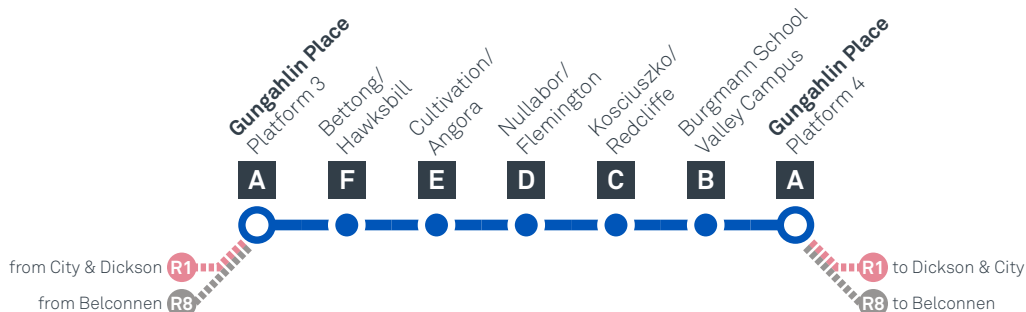 Gungahlin Place
Platform 3
Bettong/
Hawksbill
Cultivation/
Angora
Nullabor/
Flemington
Kosciuszko/
Redcliffe
Burgmann School
Valley Campus
Gungahlin Place
Platform 4
A F E D C B A
from City & Dickson R1
R1 to Dickson & City
from Belconnen R8
R8 to Belconnen